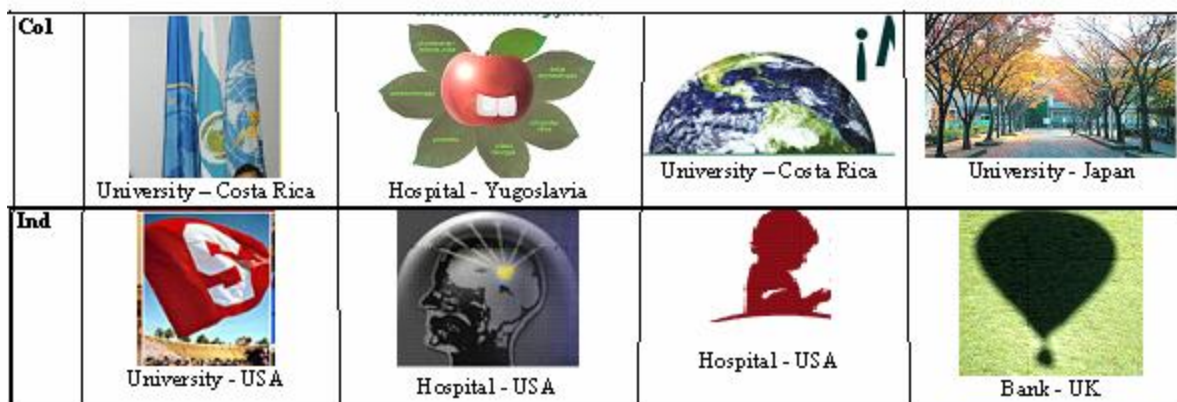 Col
University – Costa Rica
Hospital - Yugoslavia
University – Costa Rica
University - Japan
Ind
University - USA
Hospital - USA
Hospital - USA
Bank - UK